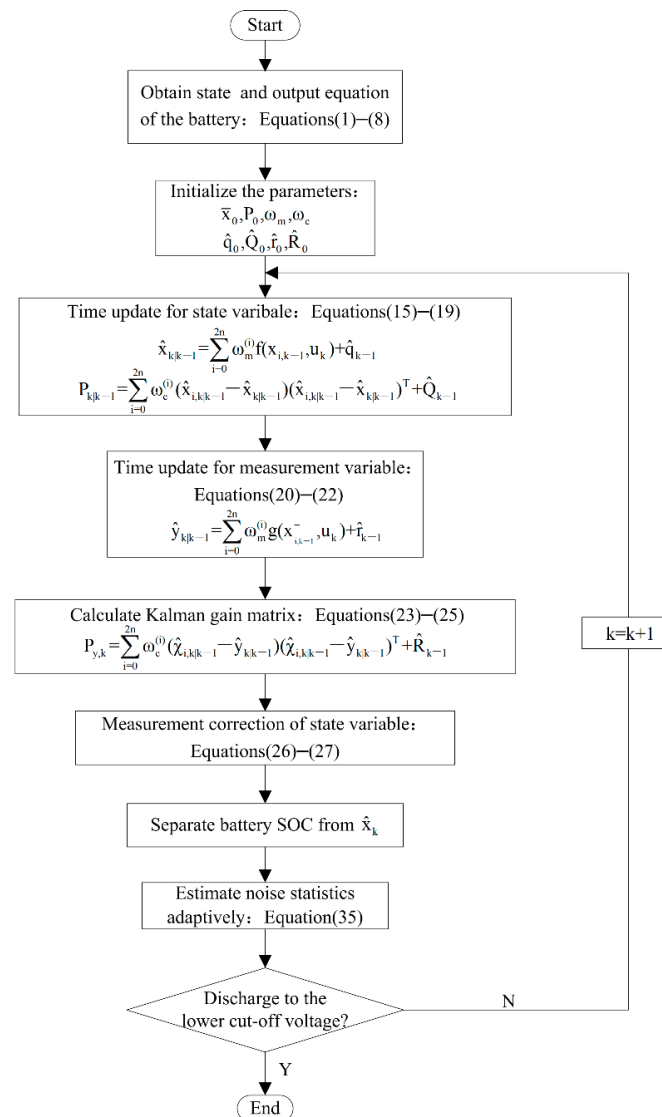 Start
Obtain state and output equation
of the battery: Equations(1)–(8)
Initialize the parameters:
x̅₀,P₀,ω_m,ω_c
q̂₀,Q̂₀,r̂₀,R̂₀
Time update for state varibale: Equations(15)–(19)
x̂_{k|k−1}=∑_{i=0}^{2n} ω_m^{(i)}f(x_{i,k−1},u_k)+q̂_{k−1}
P_{k|k−1}=∑_{i=0}^{2n} ω_c^{(i)}(x̂_{i,k|k−1}−x̂_{k|k−1})(x̂_{i,k|k−1}−x̂_{k|k−1})^T+Q̂_{k−1}
Time update for measurement variable:
Equations(20)–(22)
ŷ_{k|k−1}=∑_{i=0}^{2n} ω_m^{(i)}g(x^−_{i,k−1},u_k)+r̂_{k−1}
Calculate Kalman gain matrix: Equations(23)–(25)
P_{y,k}=∑_{i=0}^{2n} ω_c^{(i)}(χ̂_{i,k|k−1}−ŷ_{k|k−1})(χ̂_{i,k|k−1}−ŷ_{k|k−1})^T+R̂_{k−1}
k=k+1
Measurement correction of state variable:
Equations(26)–(27)
Separate battery SOC from x̂_k
Estimate noise statistics
adaptively: Equation(35)
Discharge to the
lower cut-off voltage?
N
Y
End